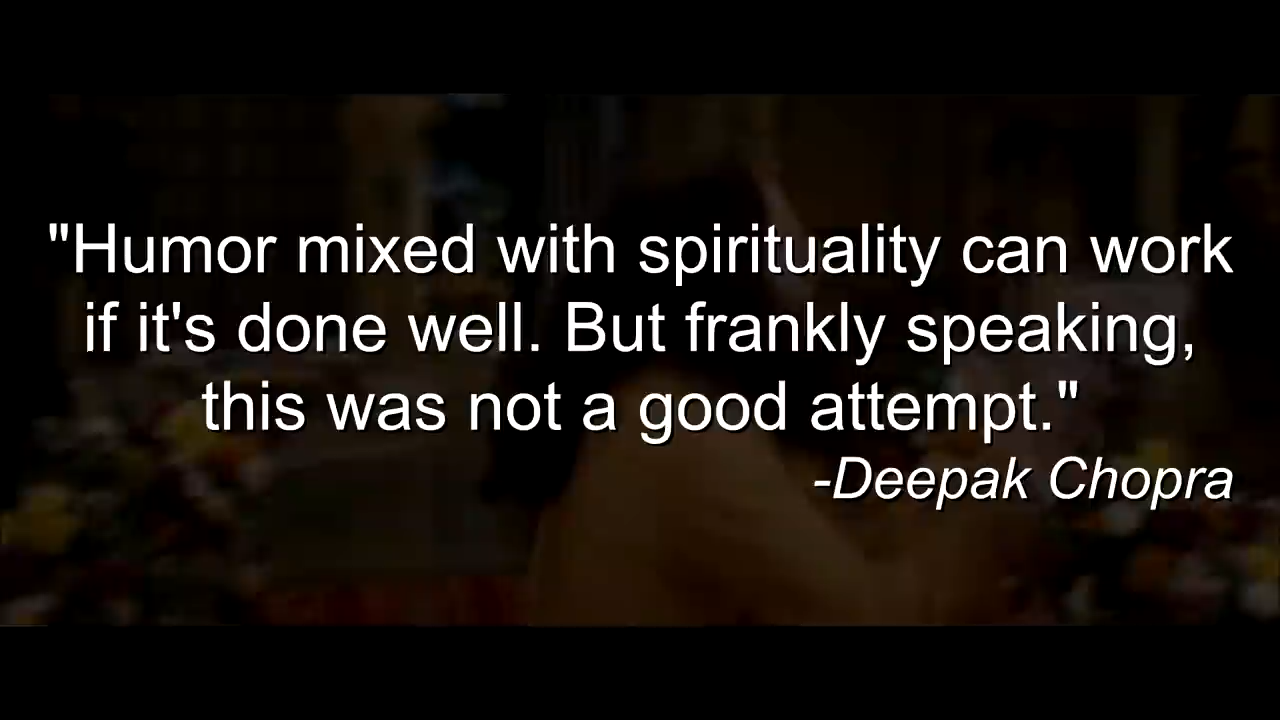 "Humor mixed with spirituality can work
if it's done well. But frankly speaking,
this was not a good attempt."
-Deepak Chopra